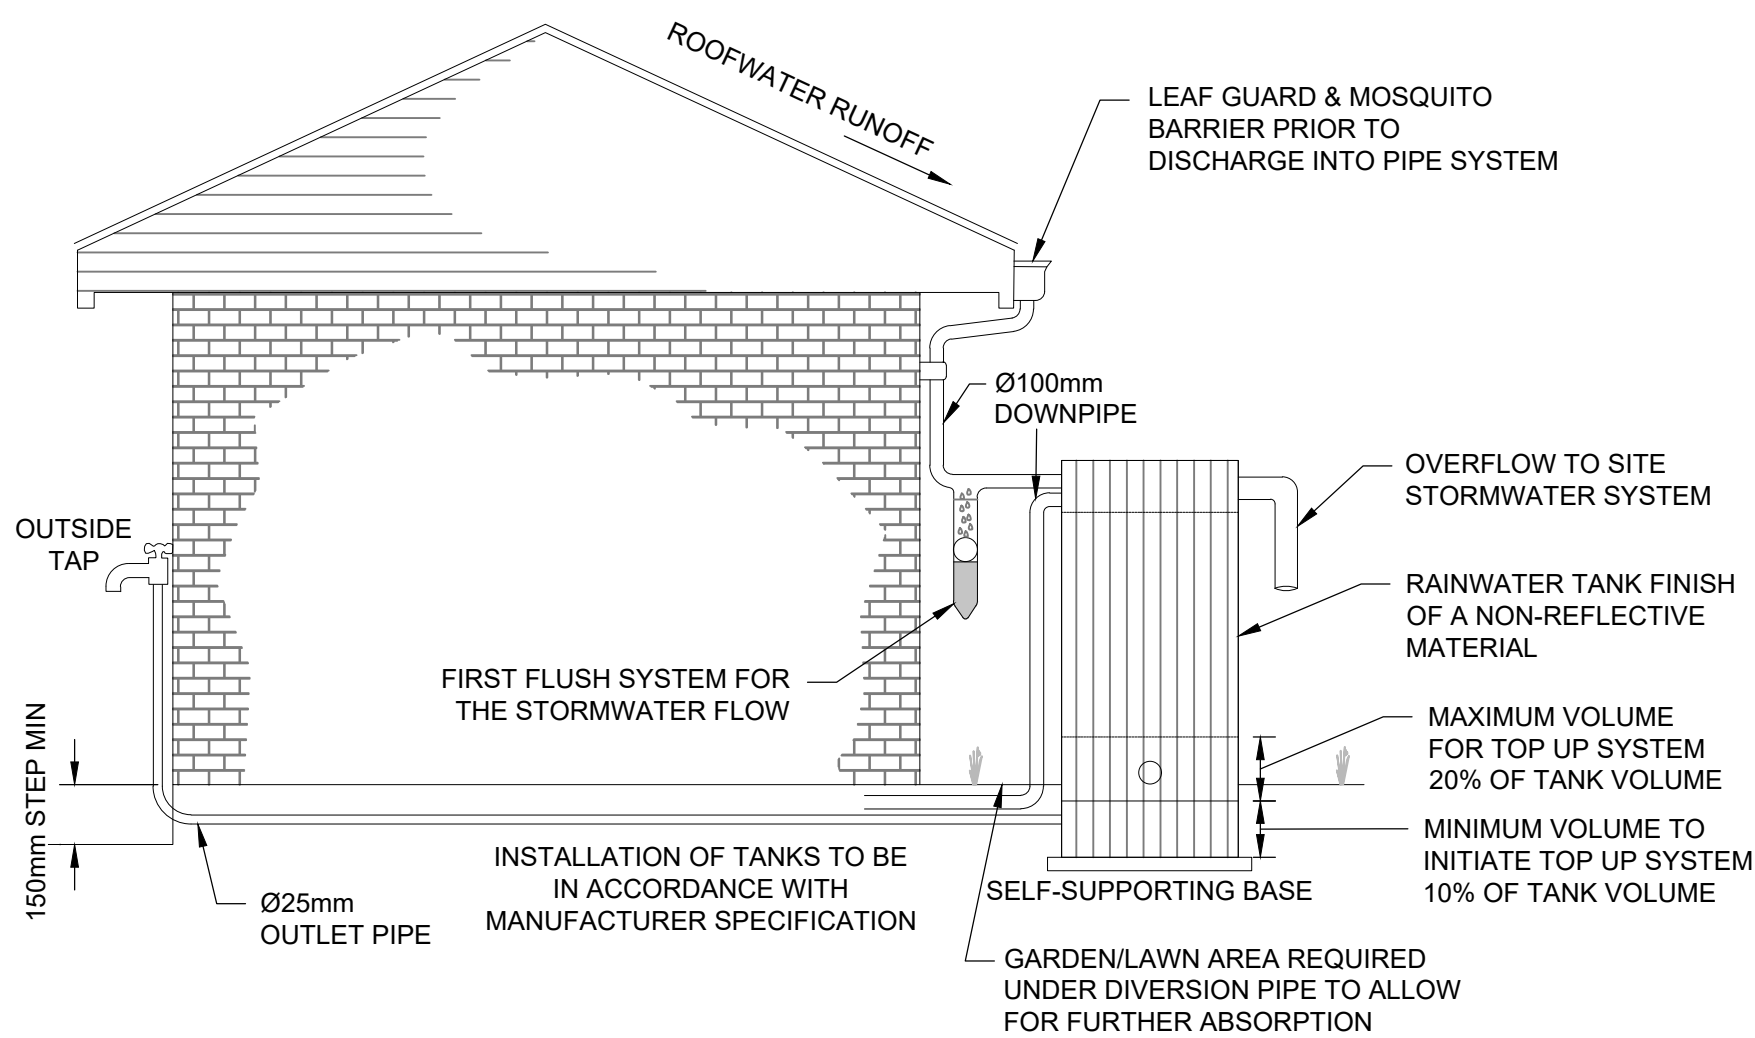 ROOFWATER RUNOFF
LEAF GUARD & MOSQUITO
BARRIER PRIOR TO
DISCHARGE INTO PIPE SYSTEM
Ø100mm
DOWNPIPE
OVERFLOW TO SITE
STORMWATER SYSTEM
OUTSIDE
TAP
RAINWATER TANK FINISH
OF A NON-REFLECTIVE
MATERIAL
FIRST FLUSH SYSTEM FOR
THE STORMWATER FLOW
MAXIMUM VOLUME
FOR TOP UP SYSTEM
20% OF TANK VOLUME
150mm STEP MIN
MINIMUM VOLUME TO
INITIATE TOP UP SYSTEM
10% OF TANK VOLUME
INSTALLATION OF TANKS TO BE
IN ACCORDANCE WITH
MANUFACTURER SPECIFICATION
SELF-SUPPORTING BASE
Ø25mm
OUTLET PIPE
GARDEN/LAWN AREA REQUIRED
UNDER DIVERSION PIPE TO ALLOW
FOR FURTHER ABSORPTION